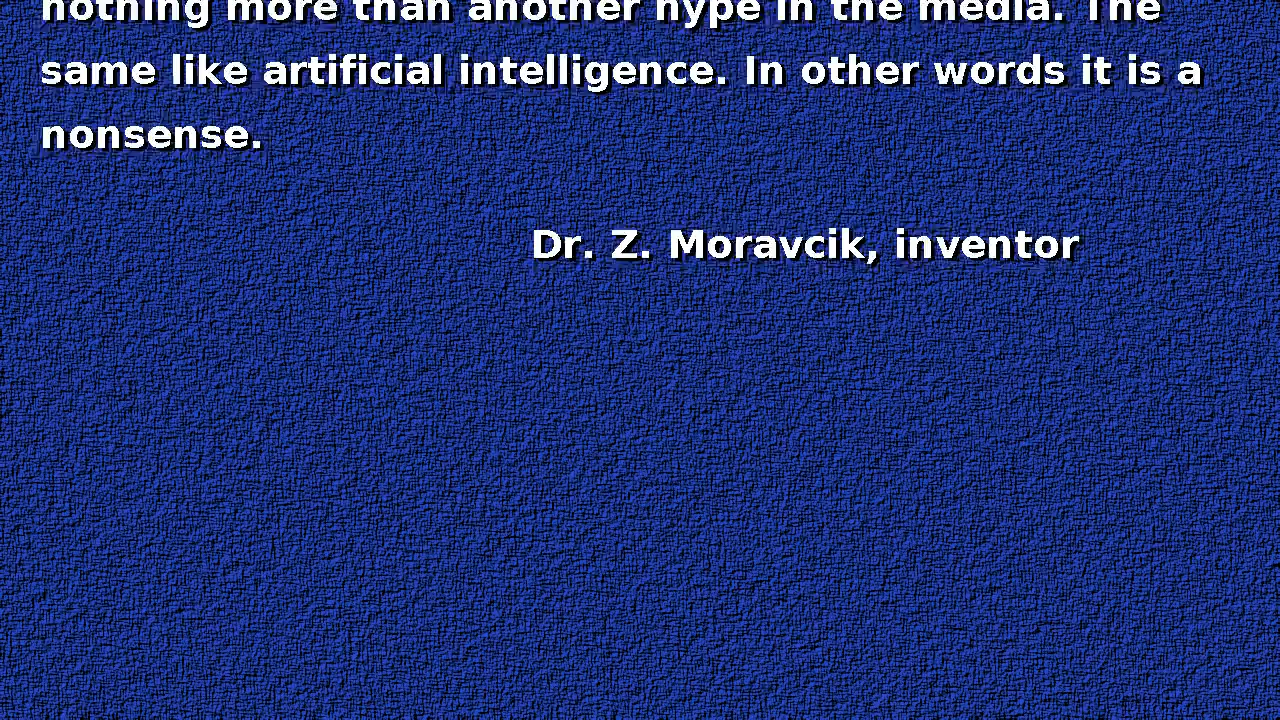 nothing more than another hype in the media. The
same like artificial intelligence. In other words it is a
nonsense.
Dr. Z. Moravcik, inventor